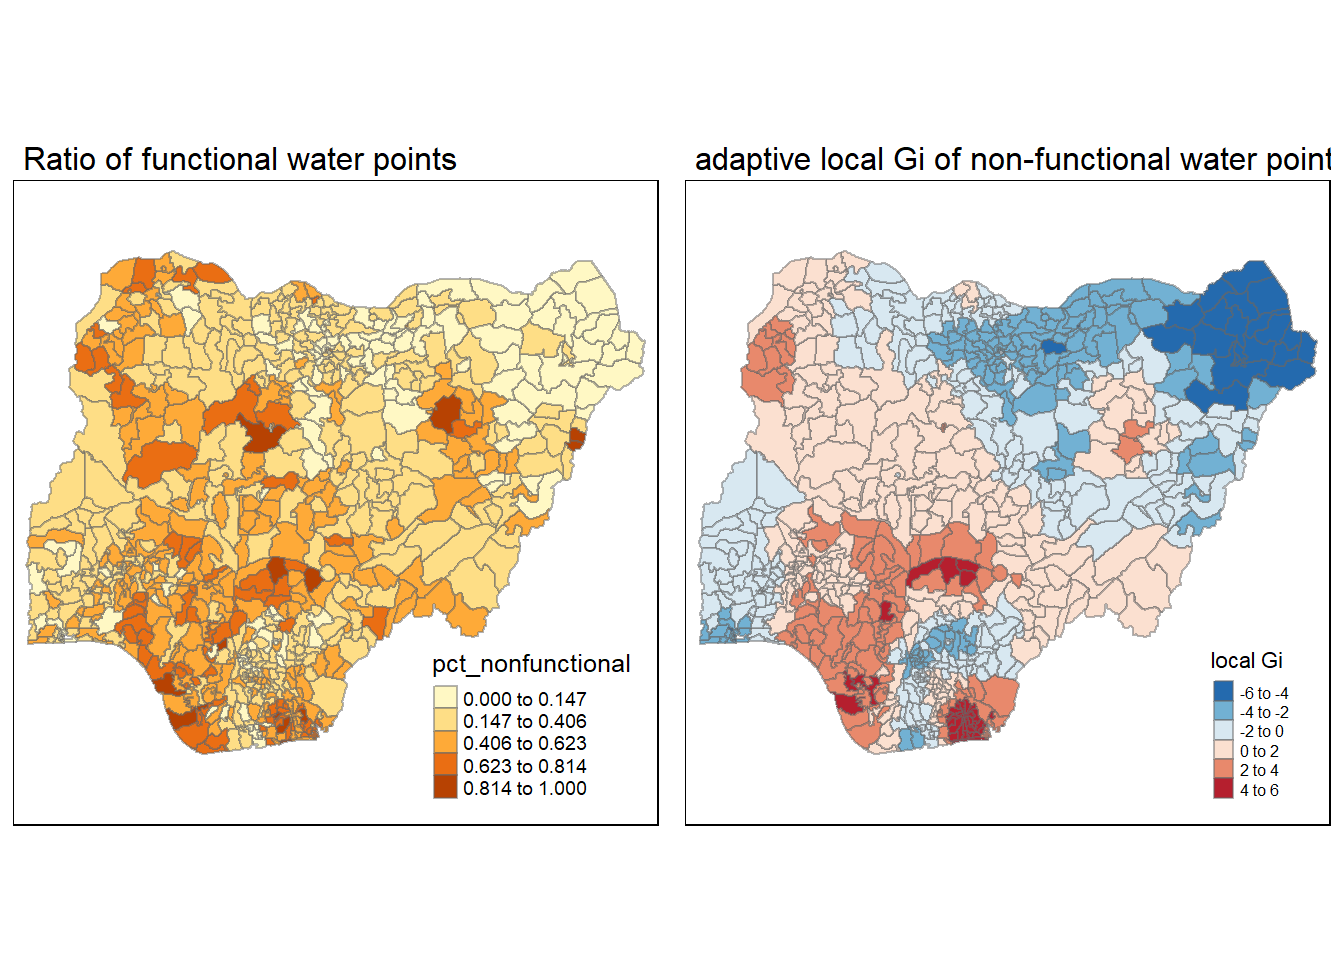 Ratio of functional water points
adaptive local Gi of non-functional water point
pct_nonfunctional
0.000 to 0.147
0.147 to 0.406
0.406 to 0.623
0.623 to 0.814
0.814 to 1.000
local Gi
-6 to -4
-4 to -2
-2 to 0
0 to 2
2 to 4
4 to 6